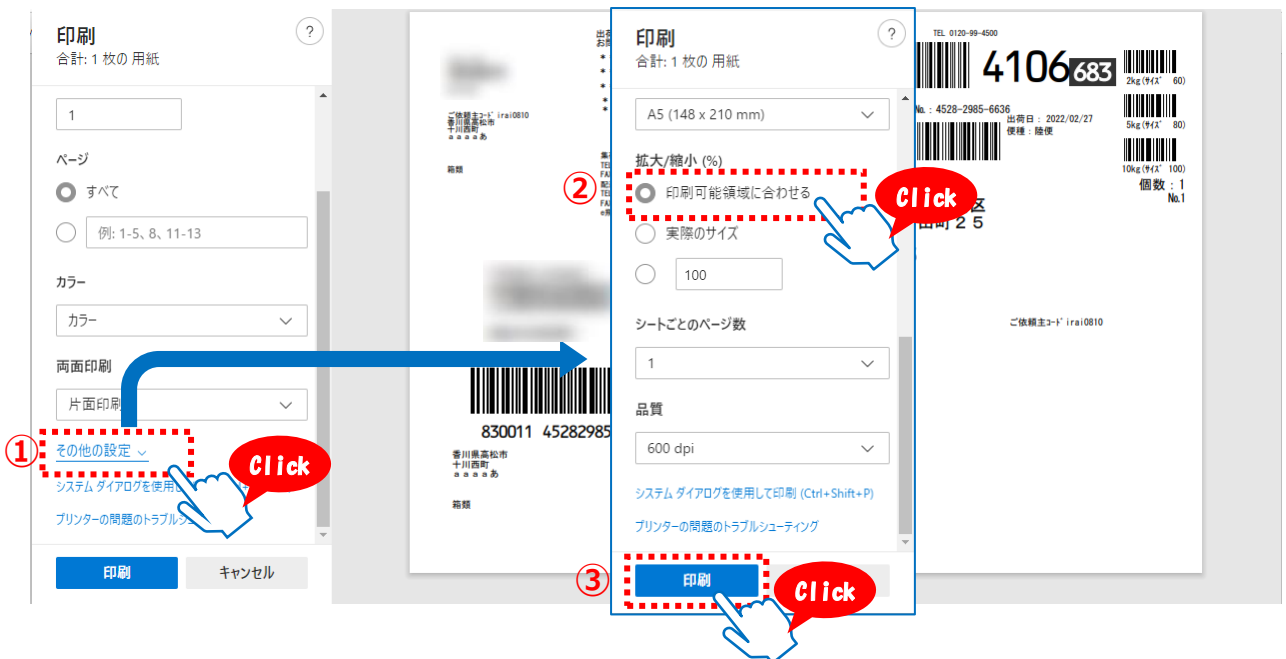 印刷
?
合計: 1 枚の 用紙
1
ページ
すべて
例: 1-5、8、11-13
カラー
カラー
両面印刷
片面印刷
①
その他の設定
Click
システム ダイアログを使用し
プリンターの問題のトラブルシュー
印刷
キャンセル
ご依頼主ｺｰﾄﾞ irai0810
香川県高松市
十川西町
ａａａａあ
箱類
830011 45282985
香川県高松市
十川西町
ａａａａあ
箱類
印刷
?
合計: 1 枚の 用紙
A5 (148 x 210 mm)
拡大/縮小 (%)
②
印刷可能領域に合わせる
Click
実際のサイズ
100
シートごとのページ数
1
品質
600 dpi
システム ダイアログを使用して印刷 (Ctrl+Shift+P)
プリンターの問題のトラブルシューティング
③
印刷
Click
TEL 0120-99-4500
4106 683
2kg(ｻｲｽﾞ 60)
No.: 4528-2985-6636
出荷日: 2022/02/27
便種:陸便
5kg(ｻｲｽﾞ 80)
10kg(ｻｲｽﾞ 100)
個数:1
No.1
区
田町２５
ご依頼主ｺｰﾄﾞ irai0810